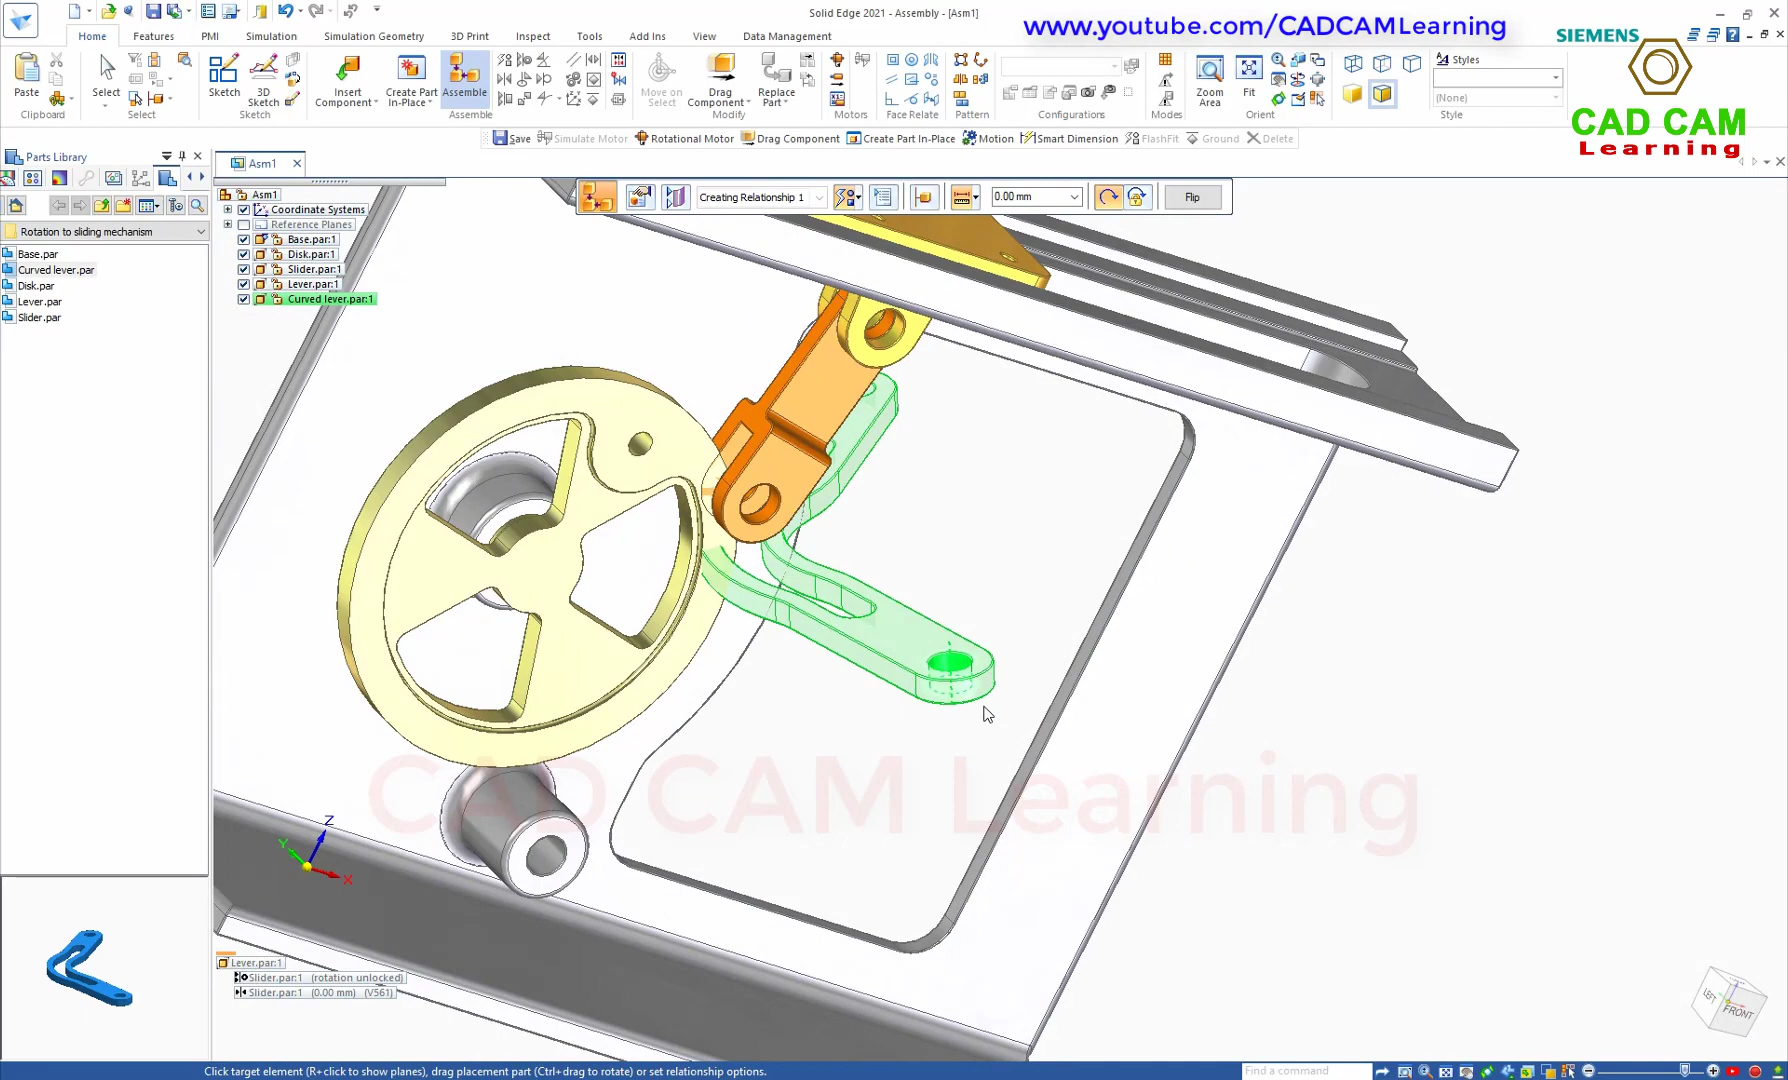 Solid Edge 2021 - Assembly - [Asm1]
www.youtube.com/CADCAMLearning
SIEMENS
Home
Features
PMI
Simulation
Simulation Geometry
3D Print
Inspect
Tools
Add Ins
View
Data Management
Paste
Select
Sketch
3D Sketch
Insert Component
Create Part In-Place
Assemble
Move on Select
Drag Component
Replace Part
Zoom Area
Fit
Styles
(None)
Clipboard
Select
Sketch
Assemble
Modify
Motors
Face Relate
Pattern
Configurations
Modes
Orient
Style
CAD CAM
Learning
Save
Simulate Motor
Rotational Motor
Drag Component
Create Part In-Place
Motion
Smart Dimension
FlashFit
Ground
Delete
Parts Library
Asm1
Creating Relationship 1
0.00 mm
Flip
Rotation to sliding mechanism
Base.par
Curved lever.par
Disk.par
Lever.par
Slider.par
Asm1
Coordinate Systems
Reference Planes
Base.par:1
Disk.par:1
Slider.par:1
Lever.par:1
Curved lever.par:1
CAD CAM Learning
Z
Y
X
Lever.par:1
Slider.par:1 (rotation unlocked)
Slider.par:1 (0.00 mm) (V561)
LEFT
FRONT
Click target element (R+click to show planes), drag placement part (Ctrl+drag to rotate) or set relationship options.
Find a command